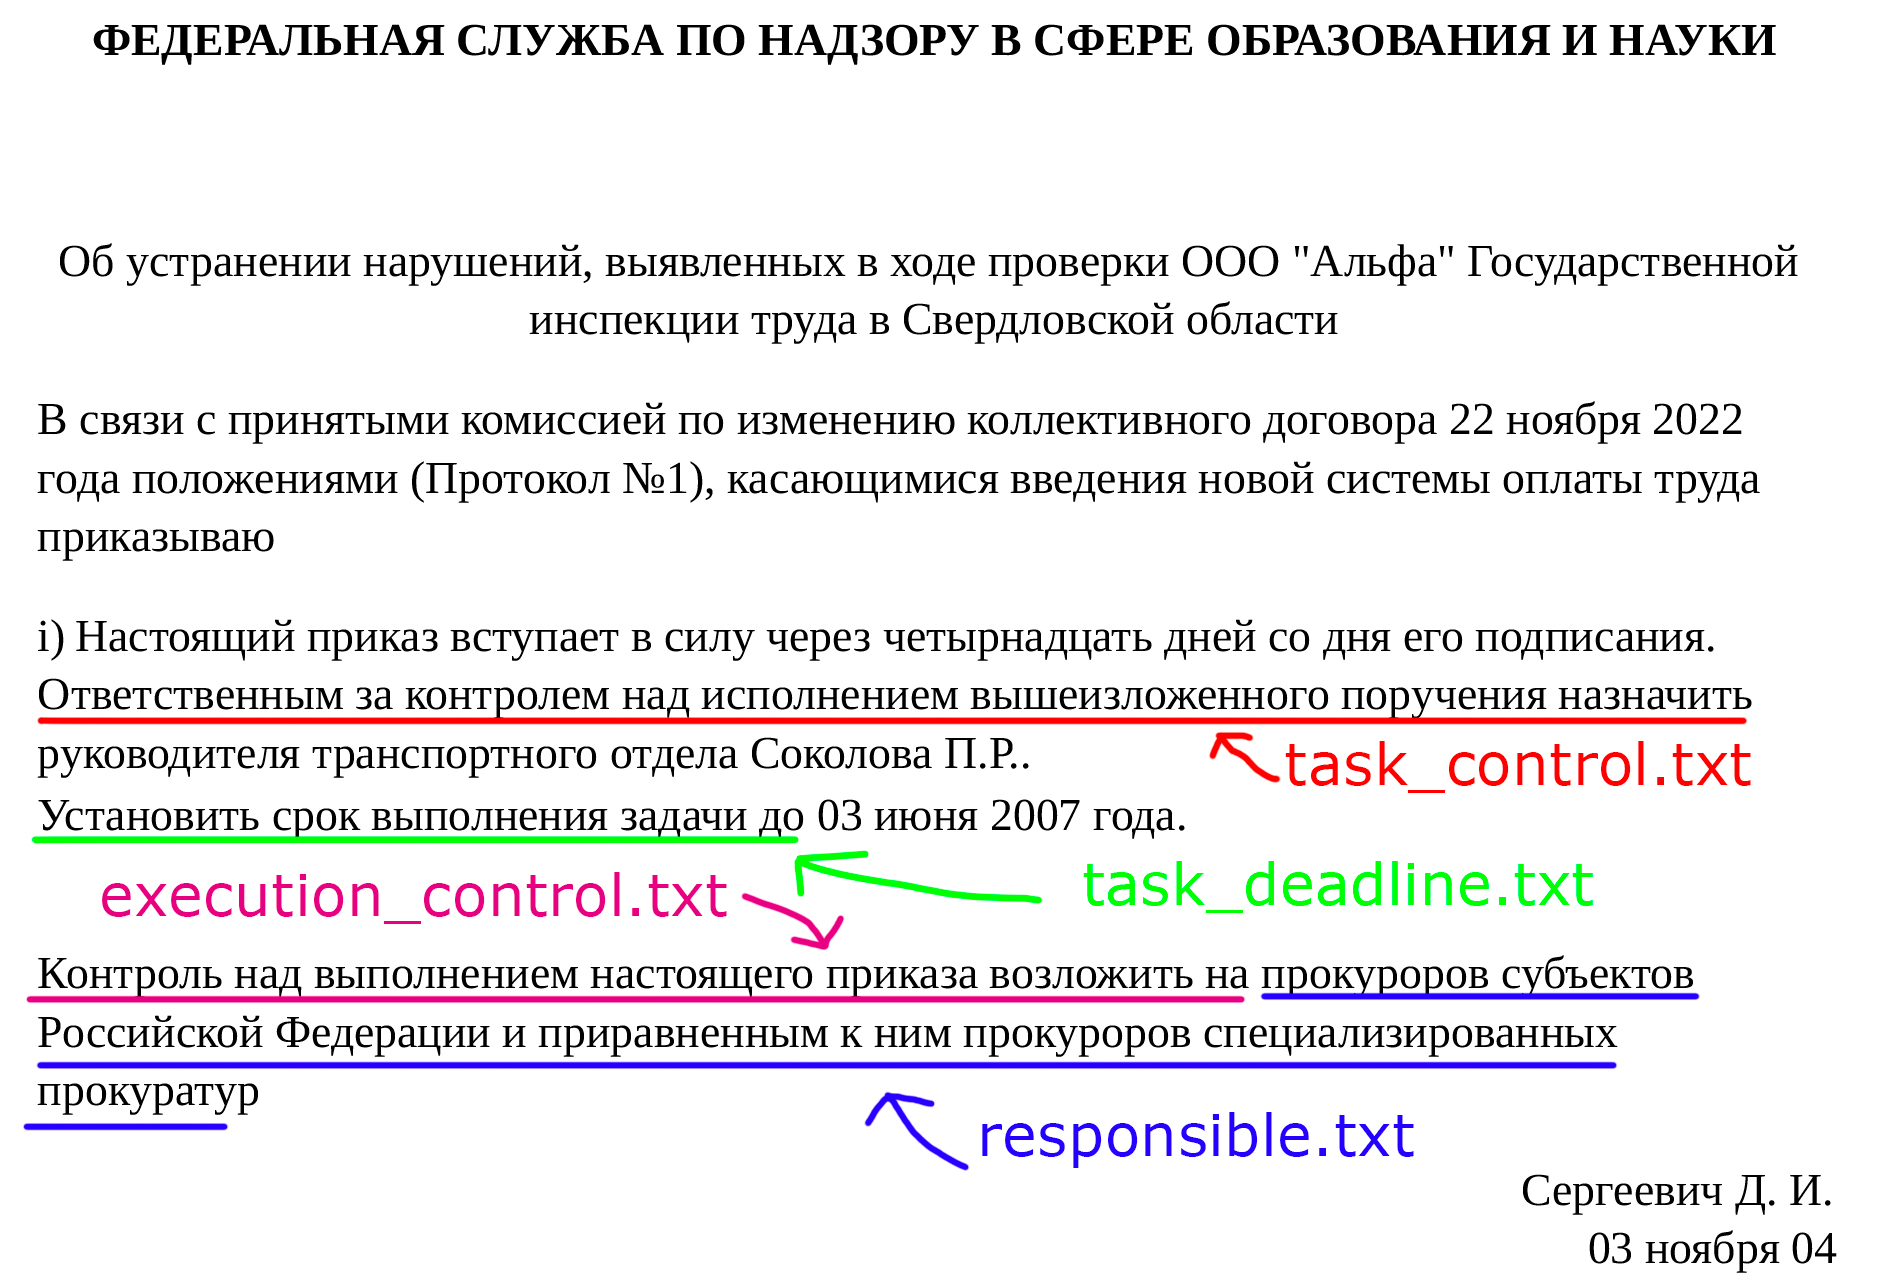 ФЕДЕРАЛЬНАЯ СЛУЖБА ПО НАДЗОРУ В СФЕРЕ ОБРАЗОВАНИЯ И НАУКИ
Об устранении нарушений, выявленных в ходе проверки ООО "Альфа" Государственной
инспекции труда в Свердловской области
В связи с принятыми комиссией по изменению коллективного договора 22 ноября 2022
года положениями (Протокол №1), касающимися введения новой системы оплаты труда
приказываю
i) Настоящий приказ вступает в силу через четырнадцать дней со дня его подписания.
Ответственным за контролем над исполнением вышеизложенного поручения назначить
руководителя транспортного отдела Соколова П.Р..
task_control.txt
Установить срок выполнения задачи до 03 июня 2007 года.
execution_control.txt
task_deadline.txt
Контроль над выполнением настоящего приказа возложить на прокуроров субъектов
Российской Федерации и приравненным к ним прокуроров специализированных
прокуратур
responsible.txt
Сергеевич Д. И.
03 ноября 04